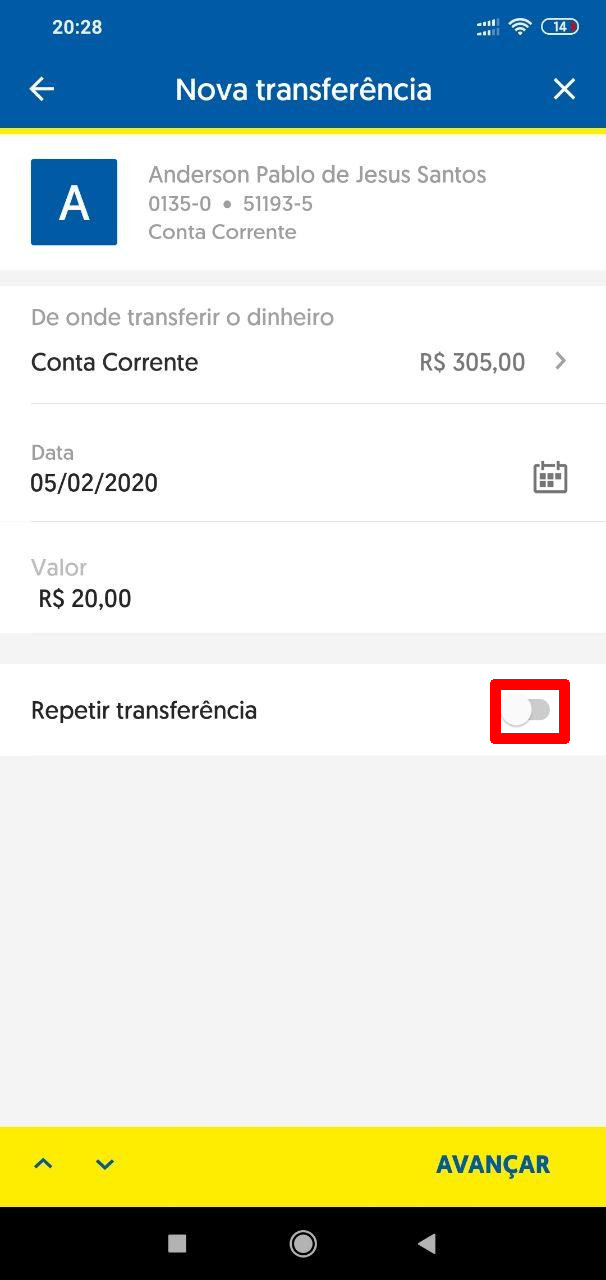 20:28
14
Nova transferência
A
Anderson Pablo de Jesus Santos
0135-0 • 51193-5
Conta Corrente
De onde transferir o dinheiro
Conta Corrente R$ 305,00
Data
05/02/2020
Valor
R$ 20,00
Repetir transferência
AVANÇAR